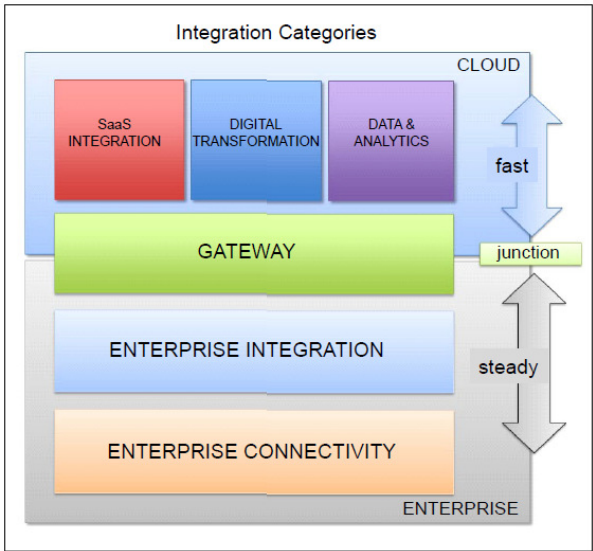 Integration Categories
CLOUD
SaaS
INTEGRATION
DIGITAL
TRANSFORMATION
DATA &
ANALYTICS
fast
GATEWAY
junction
ENTERPRISE INTEGRATION
steady
ENTERPRISE CONNECTIVITY
ENTERPRISE